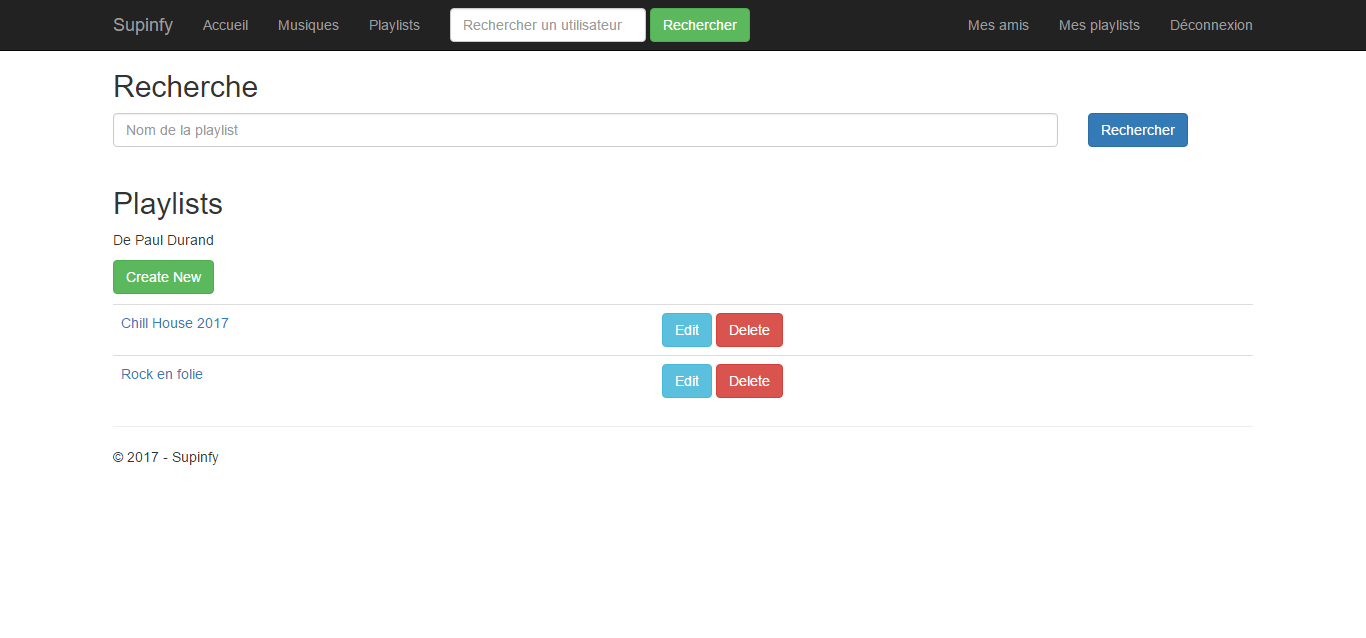 Supinfy Accueil Musiques Playlists Rechercher un utilisateur Rechercher Mes amis Mes playlists Déconnexion
Recherche
Nom de la playlist Rechercher
Playlists
De Paul Durand
Create New
Chill House 2017 Edit Delete
Rock en folie Edit Delete
© 2017 - Supinfy